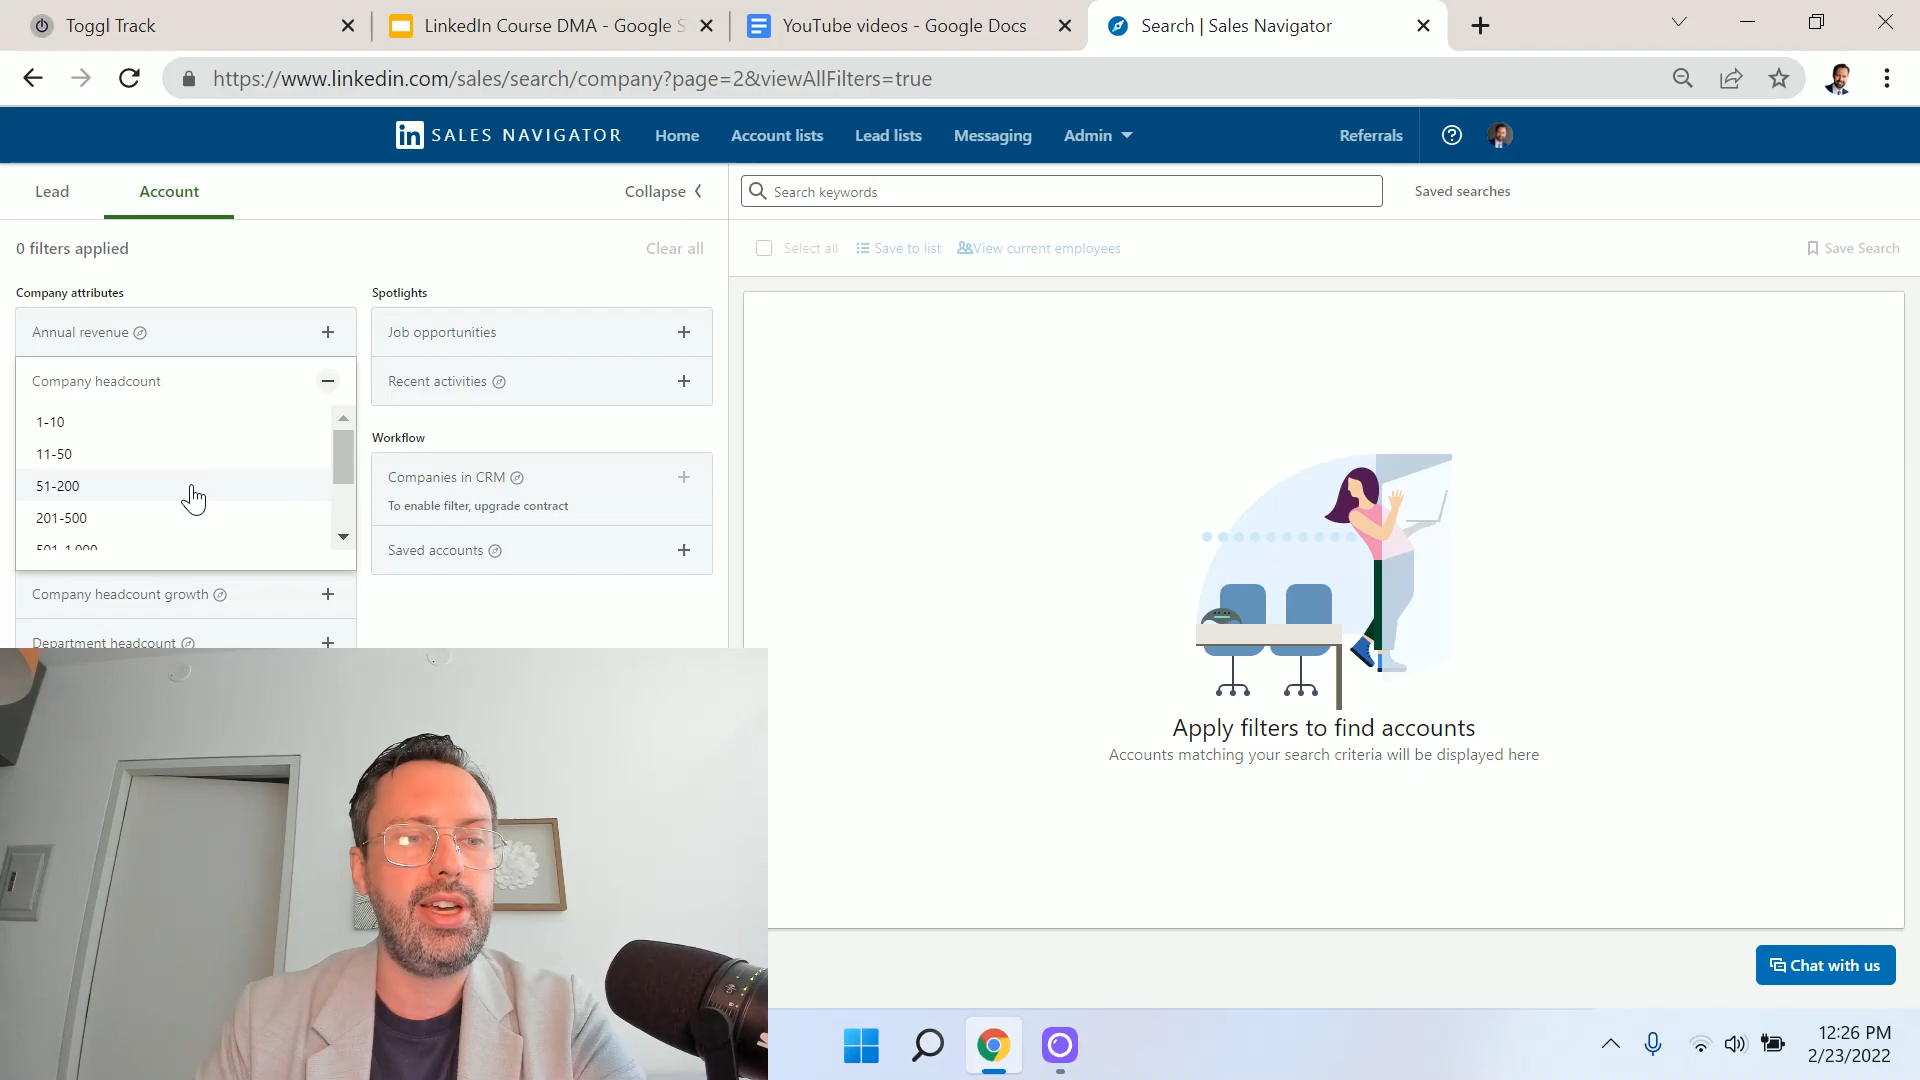 Toggl Track
LinkedIn Course DMA - Google S
YouTube videos - Google Docs
Search | Sales Navigator
https://www.linkedin.com/sales/search/company?page=2&viewAllFilters=true
in SALES NAVIGATOR
Home
Account lists
Lead lists
Messaging
Admin
Referrals
Lead
Account
Collapse
Search keywords
Saved searches
0 filters applied
Clear all
Select all
Save to list
View current employees
Save Search
Company attributes
Spotlights
Annual revenue
Job opportunities
Company headcount
Recent activities
1-10
11-50
51-200
201-500
501-1,000
Workflow
Companies in CRM
To enable filter, upgrade contract
Saved accounts
Company headcount growth
Department headcount
Apply filters to find accounts
Accounts matching your search criteria will be displayed here
Chat with us
12:26 PM
2/23/2022